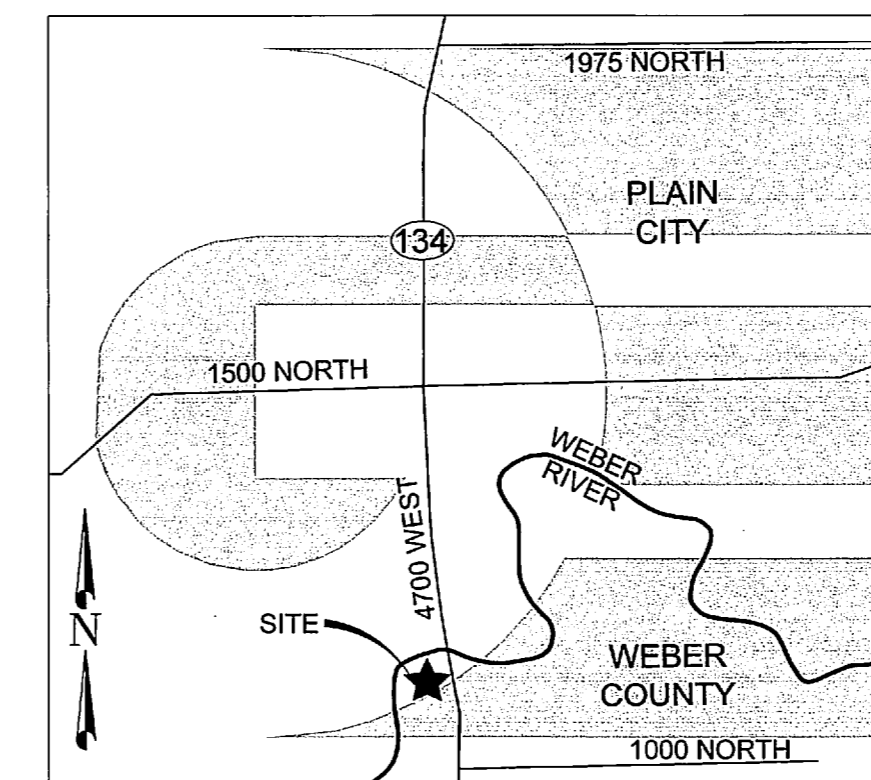 1975 NORTH
PLAIN
CITY
134
1500 NORTH
WEBER
RIVER
4700 WEST
N
SITE
WEBER
COUNTY
1000 NORTH